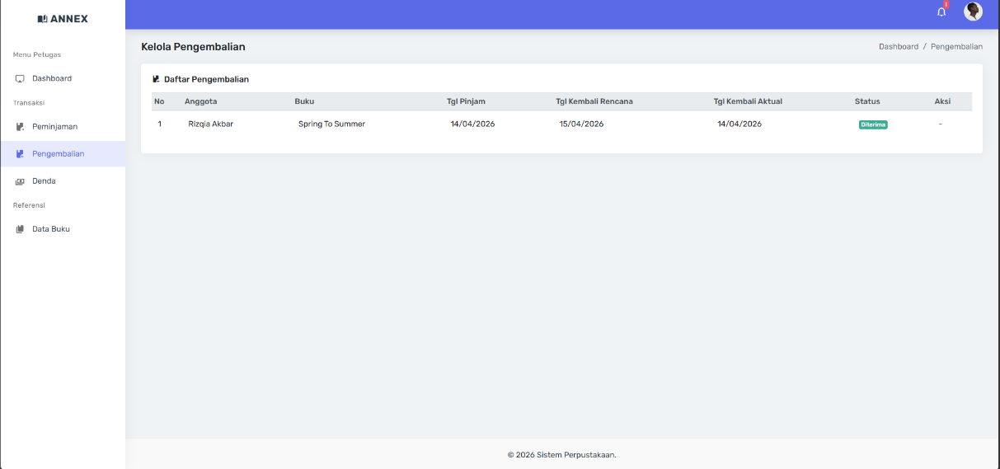 ANNEX
!
Kelola Pengembalian
Dashboard / Pengembalian
Menu Petugas
Dashboard
Transaksi
Peminjaman
Pengembalian
Denda
Referensi
Data Buku
Daftar Pengembalian
No Anggota Buku Tgl Pinjam Tgl Kembali Rencana Tgl Kembali Aktual Status Aksi
1 Rizqia Akbar Spring To Summer 14/04/2026 15/04/2026 14/04/2026 Diterima -
© 2026 Sistem Perpustakaan.